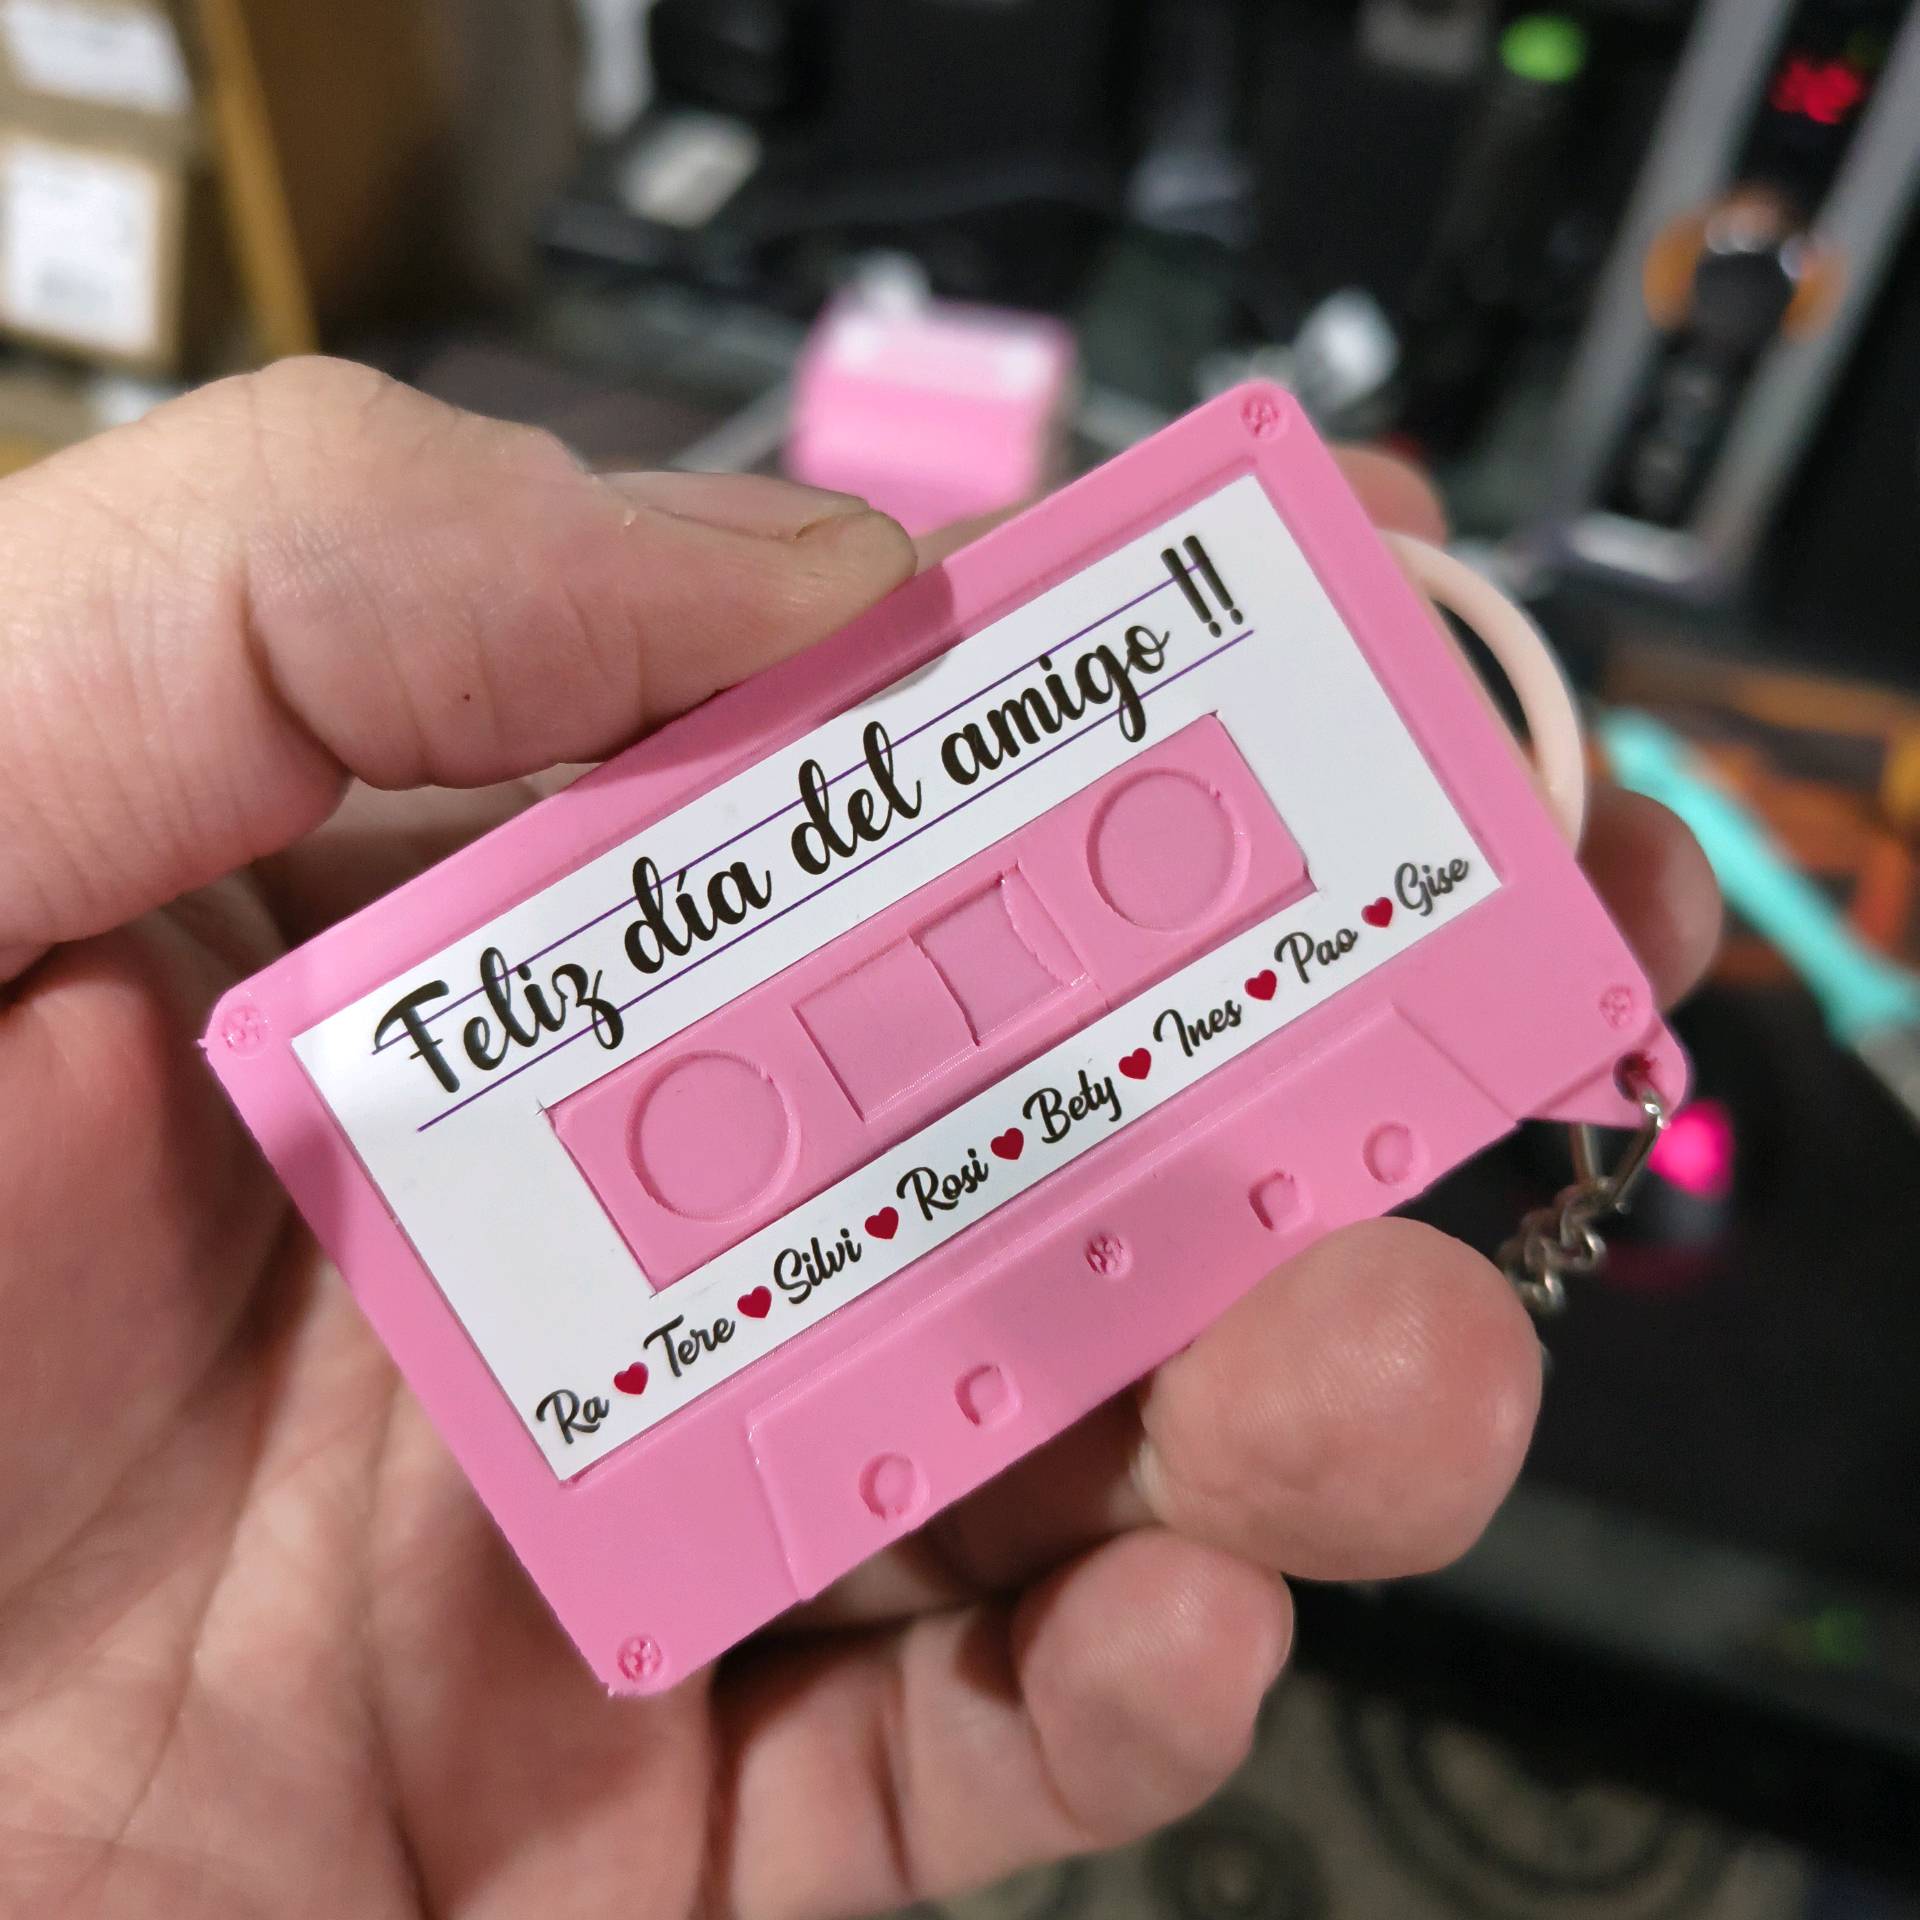 Feliz día del amigo !!
Ra ♥ Tere ♥ Silvi ♥ Rosi ♥ Bety ♥ Ines ♥ Pao ♥ Gise